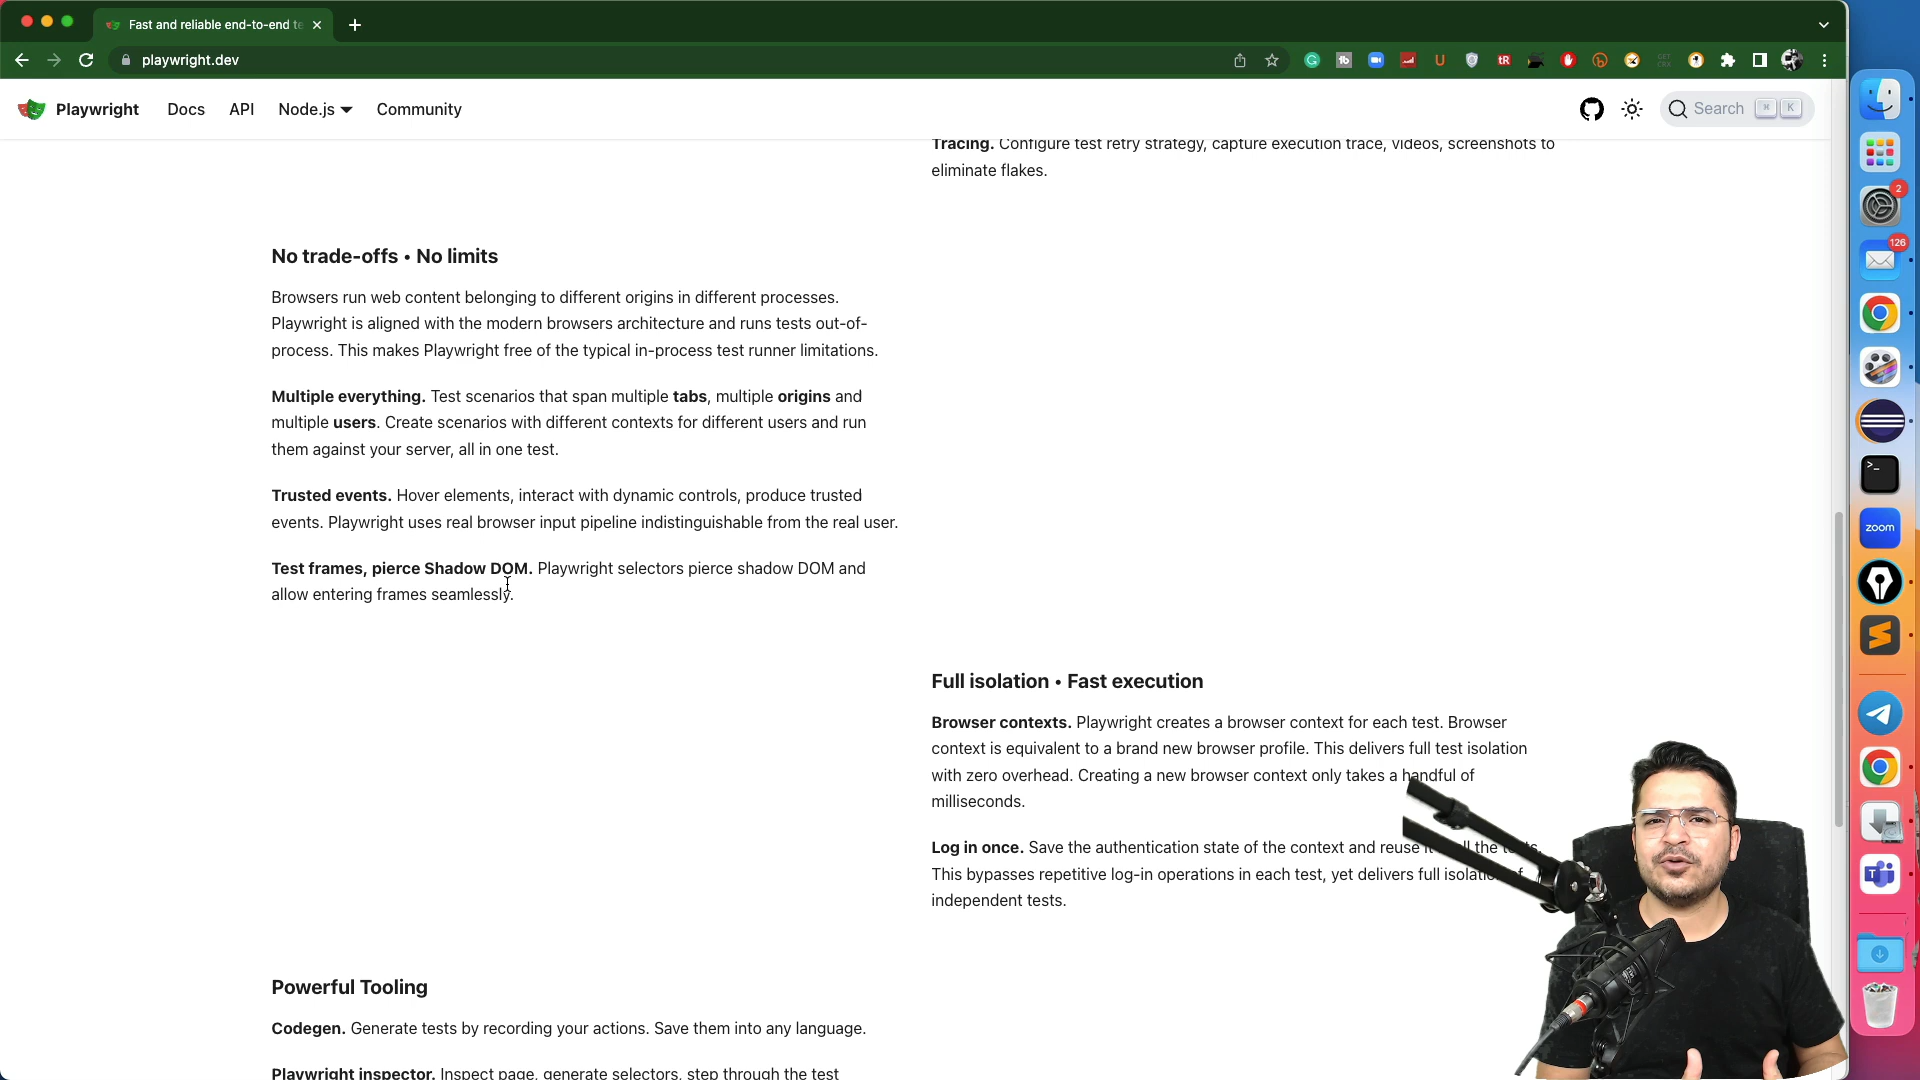 Fast and reliable end-to-end te
playwright.dev
Playwright
Docs
API
Node.js
Community
Search
⌘ K
Tracing. Configure test retry strategy, capture execution trace, videos, screenshots to
eliminate flakes.
No trade-offs • No limits
Browsers run web content belonging to different origins in different processes.
Playwright is aligned with the modern browsers architecture and runs tests out-of-
process. This makes Playwright free of the typical in-process test runner limitations.
Multiple everything. Test scenarios that span multiple tabs, multiple origins and
multiple users. Create scenarios with different contexts for different users and run
them against your server, all in one test.
Trusted events. Hover elements, interact with dynamic controls, produce trusted
events. Playwright uses real browser input pipeline indistinguishable from the real user.
Test frames, pierce Shadow DOM. Playwright selectors pierce shadow DOM and
allow entering frames seamlessly.
Full isolation • Fast execution
Browser contexts. Playwright creates a browser context for each test. Browser
context is equivalent to a brand new browser profile. This delivers full test isolation
with zero overhead. Creating a new browser context only takes a handful of
milliseconds.
Log in once. Save the authentication state of the context and reuse it all the tests.
This bypasses repetitive log-in operations in each test, yet delivers full isolation of
independent tests.
Powerful Tooling
Codegen. Generate tests by recording your actions. Save them into any language.
Playwright inspector. Inspect page, generate selectors, step through the test
2
126
zoom